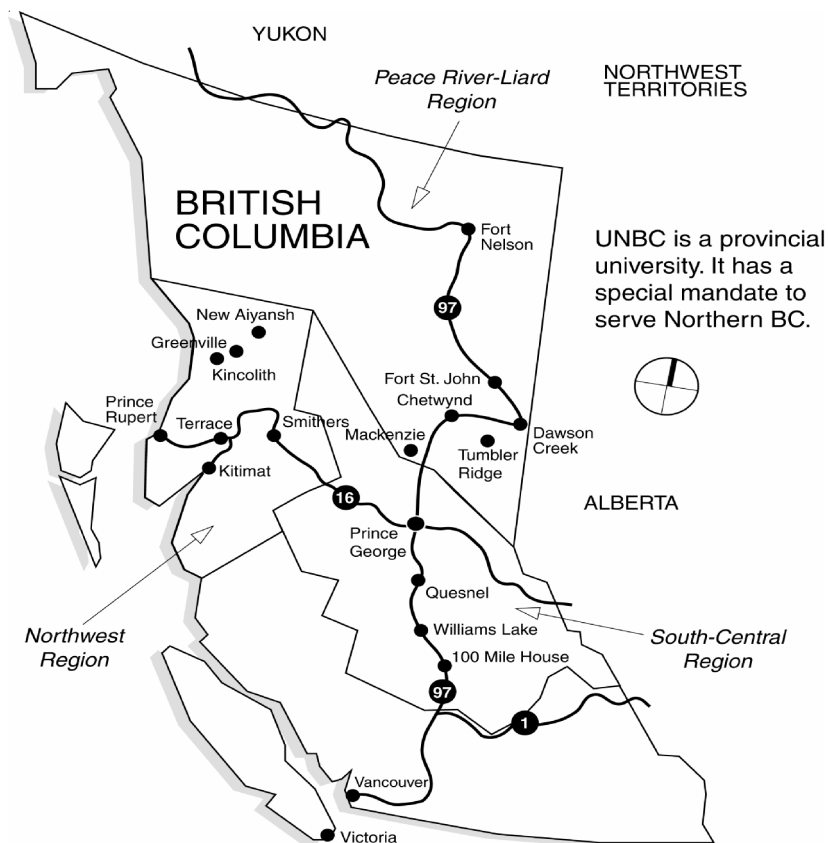 YUKON
Peace River-Liard
Region
NORTHWEST
TERRITORIES
BRITISH
COLUMBIA
Fort
Nelson
UNBC is a provincial
university. It has a
special mandate to
serve Northern BC.
97
New Aiyansh
Greenville
Kincolith
Fort St. John
Chetwynd
Prince
Rupert
Terrace
Smithers
Mackenzie
Tumbler
Ridge
Dawson
Creek
Kitimat
16
ALBERTA
Prince
George
Quesnel
Williams Lake
100 Mile House
Northwest
Region
South-Central
Region
97
1
Vancouver
Victoria